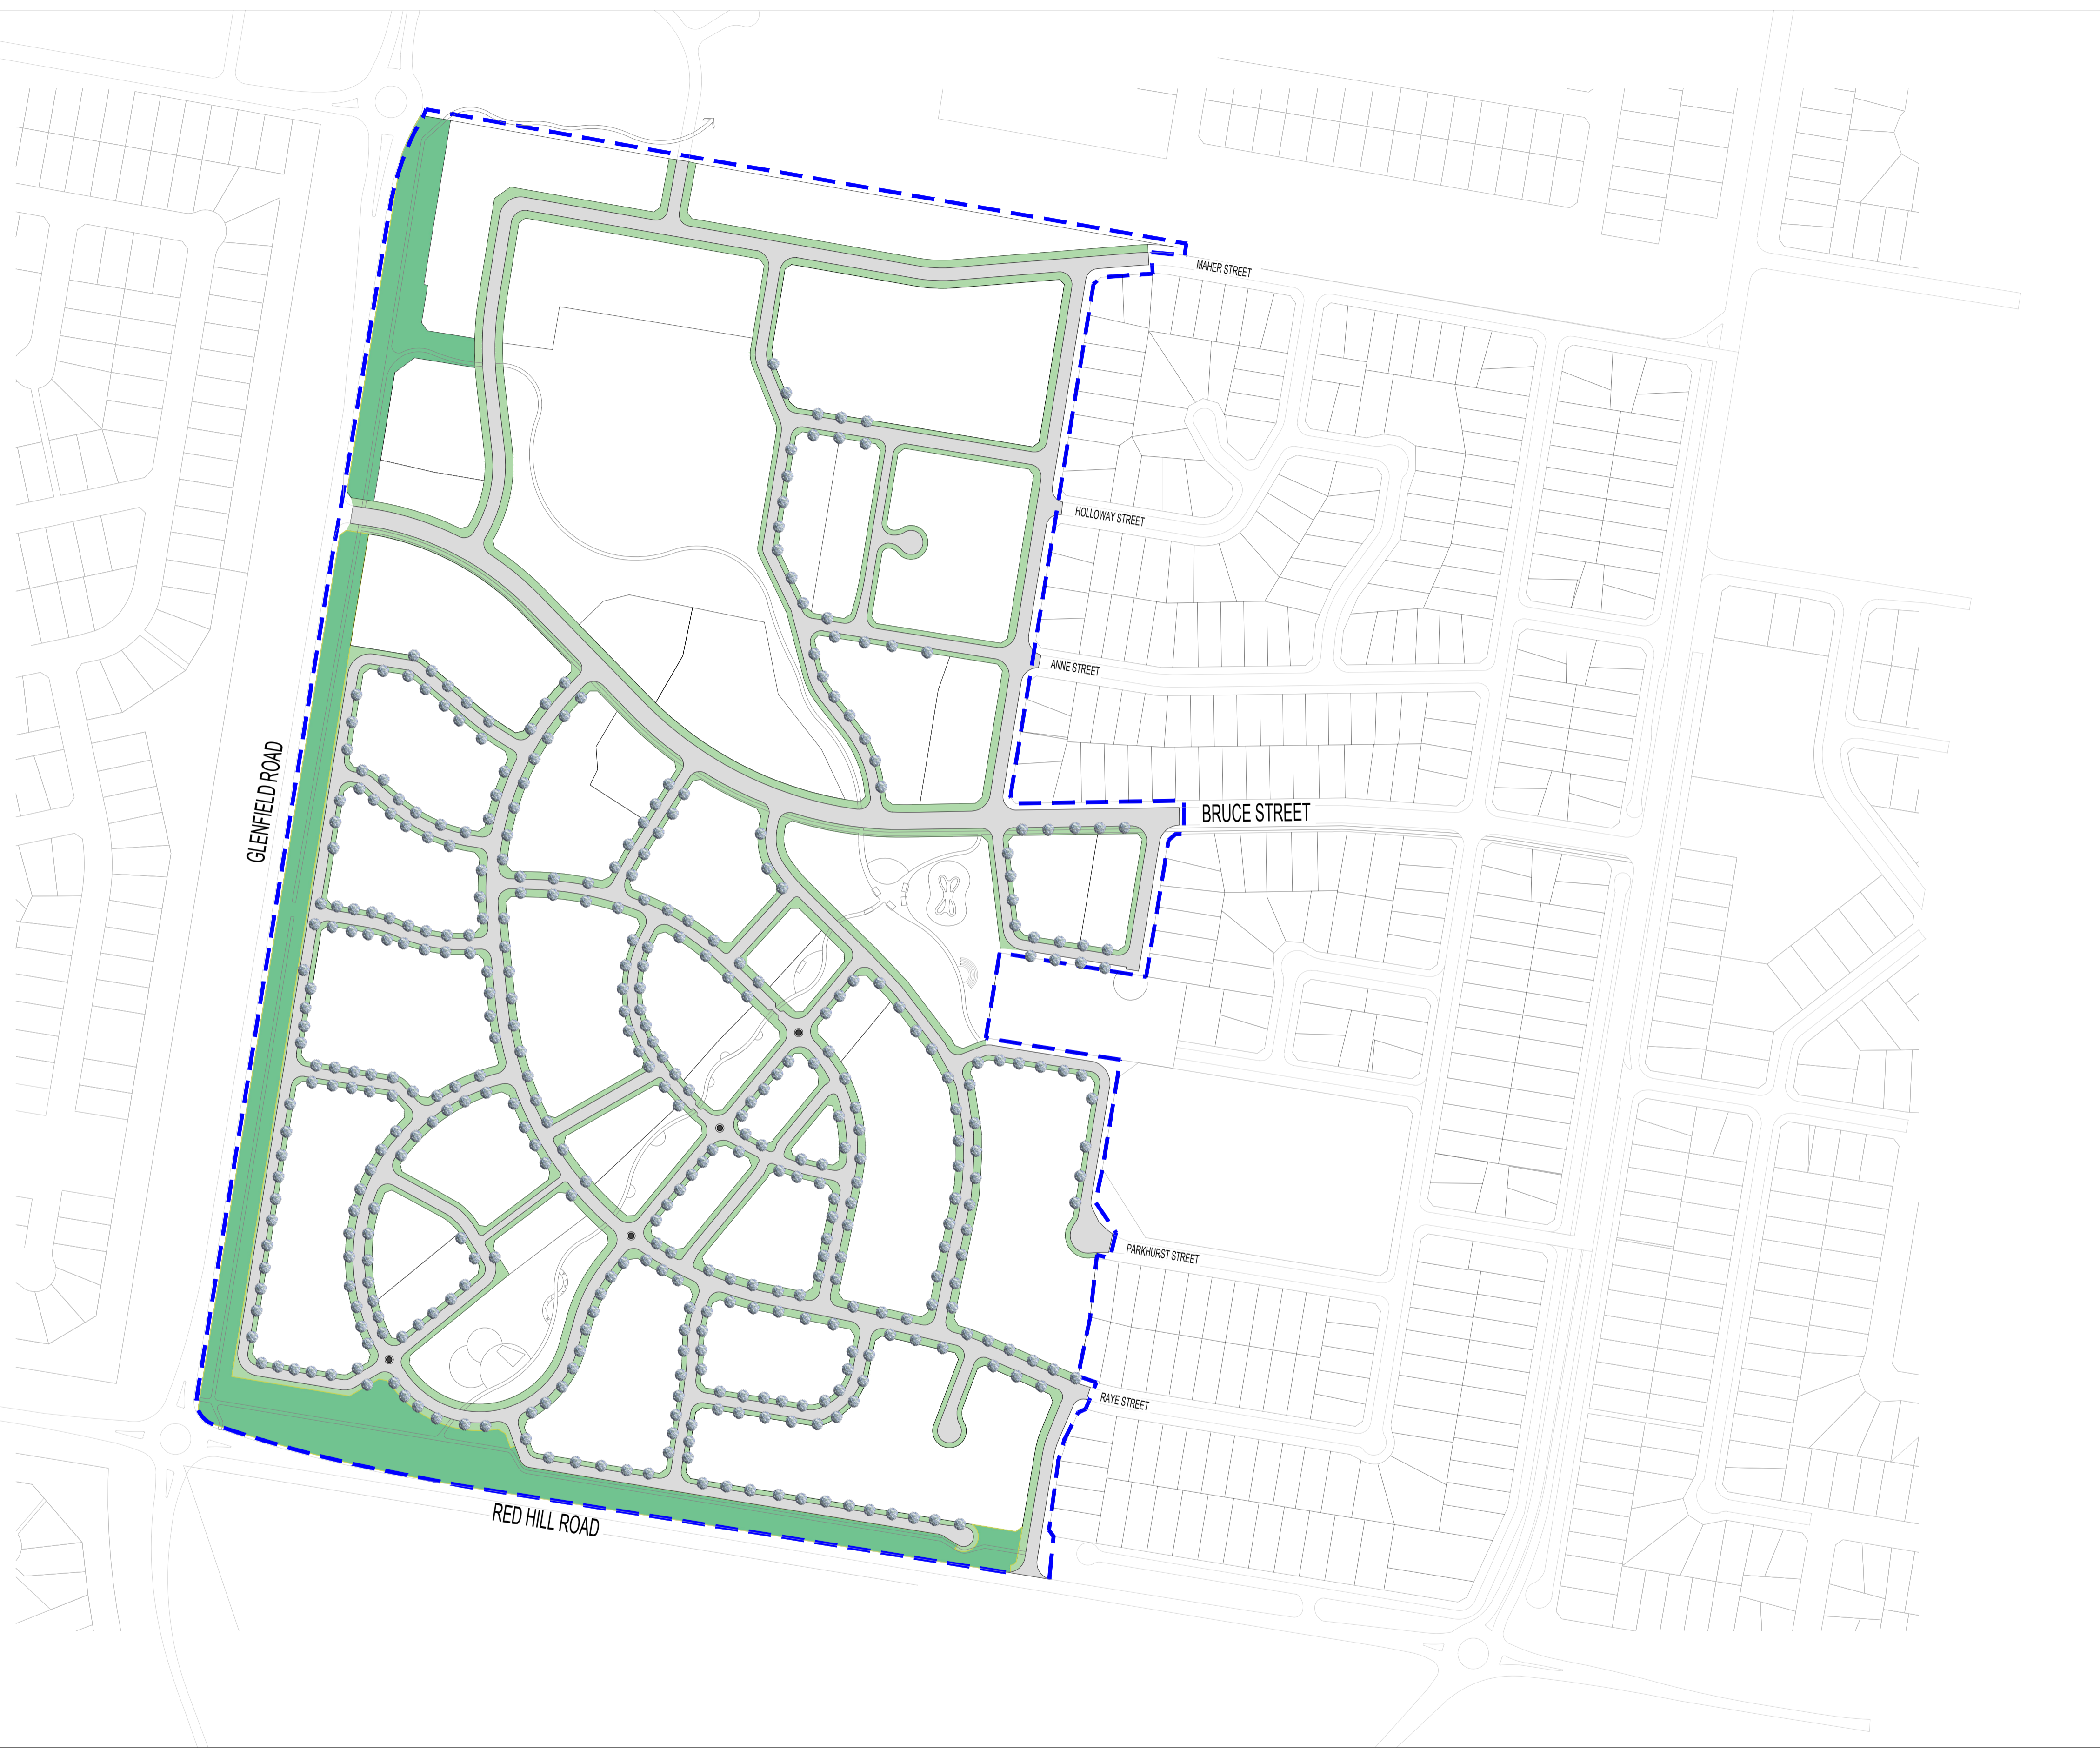 MAHER STREET
HOLLOWAY STREET
ANNE STREET
GLENFIELD ROAD
BRUCE STREET
PARKHURST STREET
RAYE STREET
RED HILL ROAD